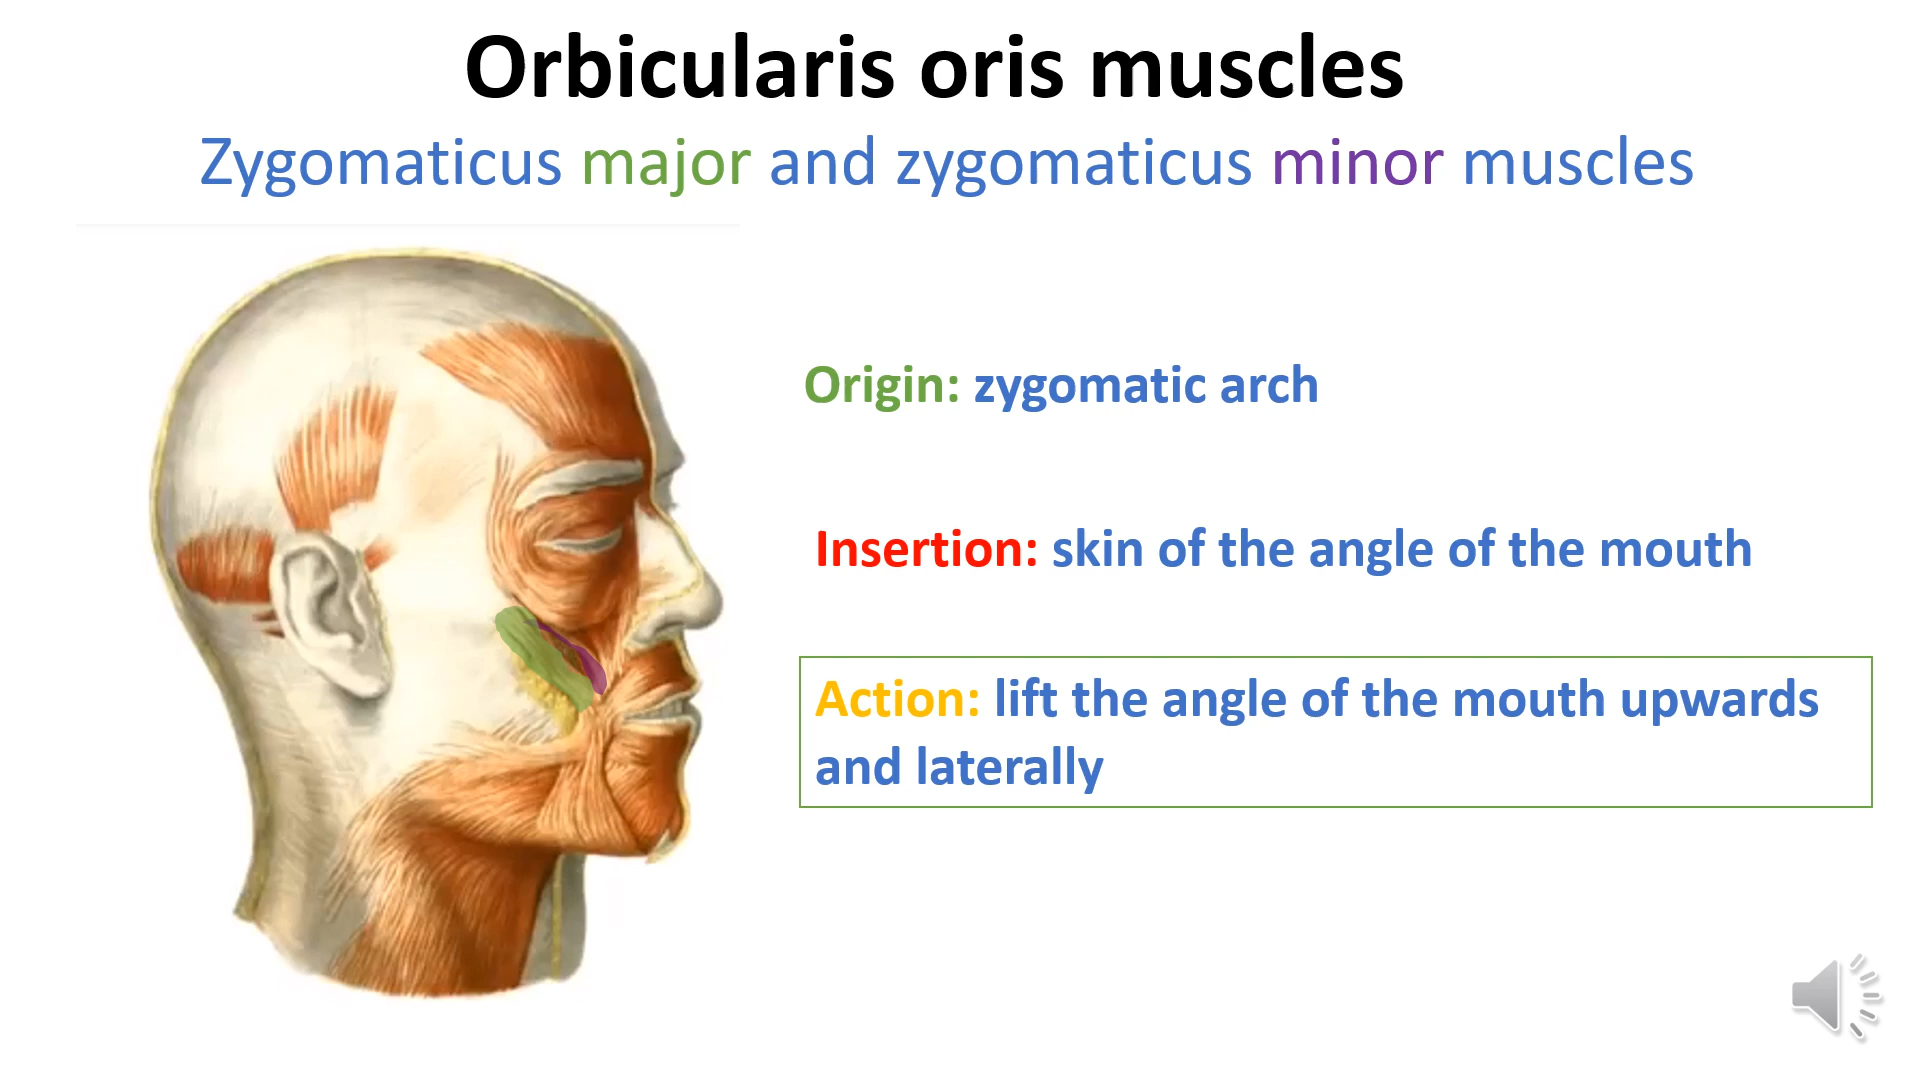 Orbicularis oris muscles
Zygomaticus major and zygomaticus minor muscles
Origin: zygomatic arch
Insertion: skin of the angle of the mouth
Action: lift the angle of the mouth upwards
and laterally